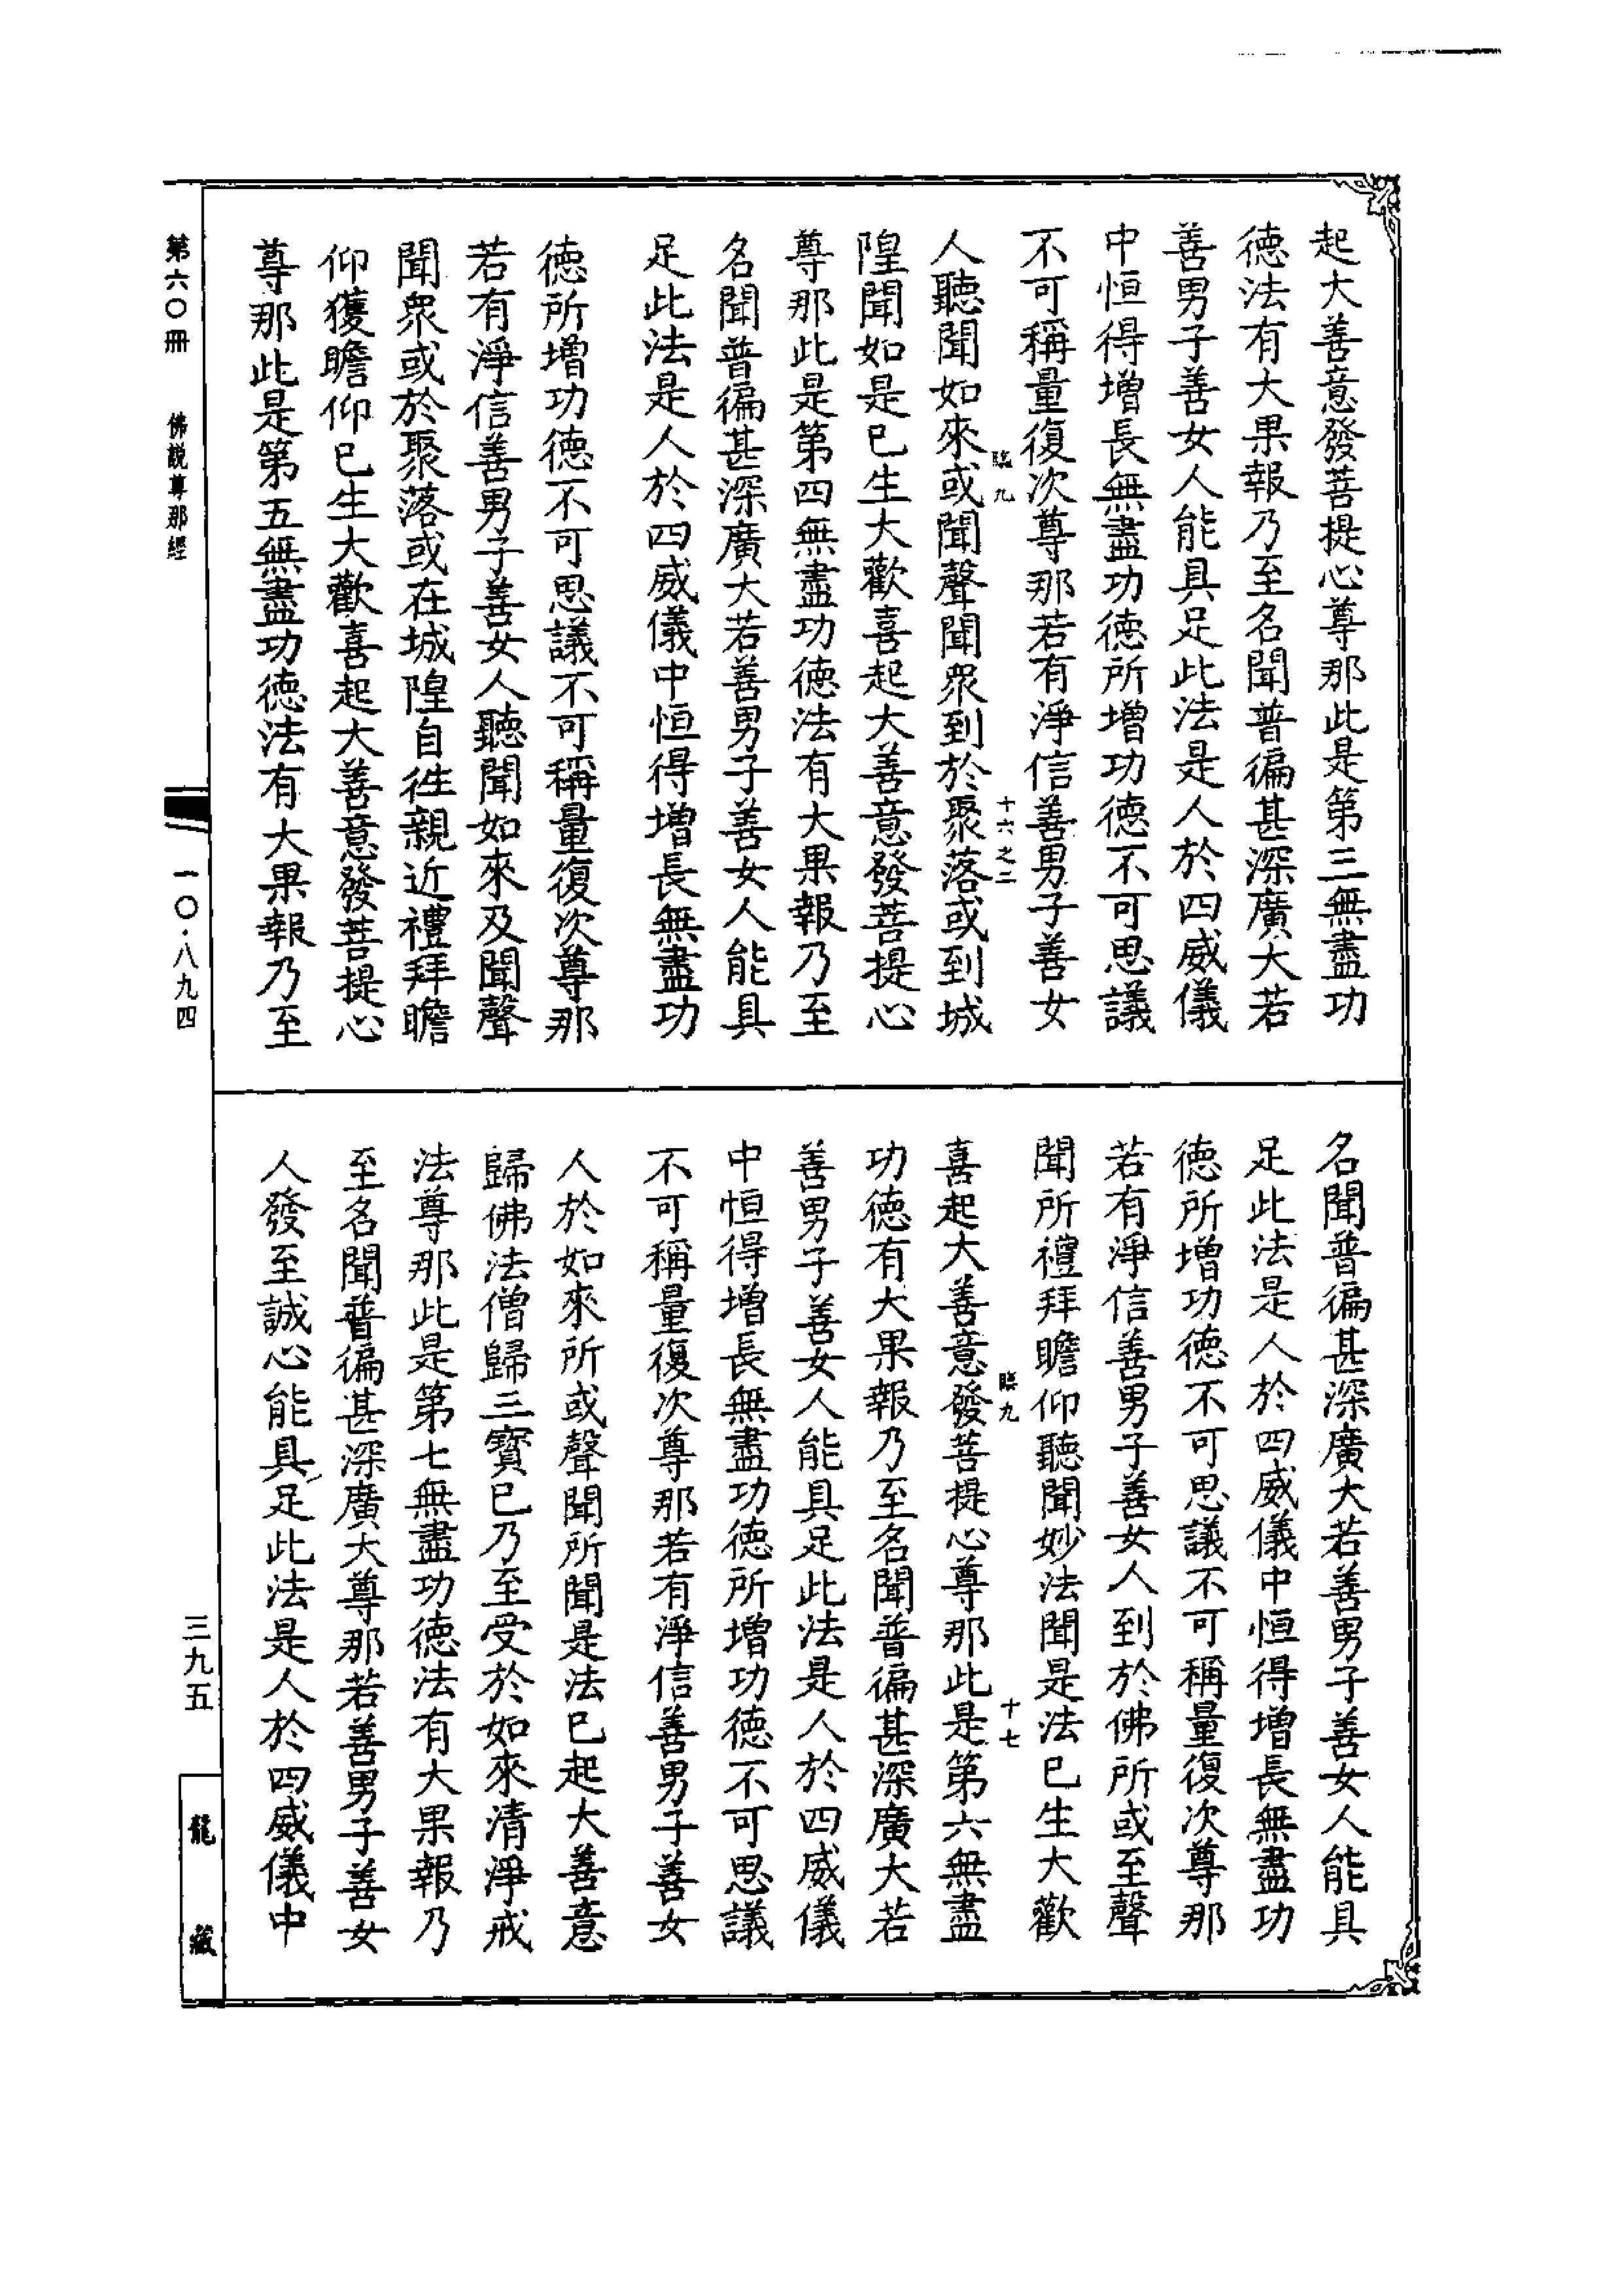 起大善意發菩提心尊那此是第三無盡功
德法有大果報乃至名聞普徧甚深廣大若
善男子善女人能具足此法是人於四威儀
中恒得增長無盡功德所增功德不可思議
不可稱量復次尊那若有淨信善男子善女
臨九 十六之二
人聽聞如來或聞聲聞衆到於聚落或到城
隍聞如是已生大歡喜起大善意發菩提心
尊那此是第四無盡功德法有大果報乃至
名聞普徧甚深廣大若善男子善女人能具
足此法是人於四威儀中恒得增長無盡功
德所增功德不可思議不可稱量復次尊那
若有淨信善男子善女人聽聞如來及聞聲
聞衆或於聚落或在城隍自徃親近禮拜瞻
仰獲瞻仰已生大歡喜起大善意發菩提心
尊那此是第五無盡功德法有大果報乃至
名聞普徧甚深廣大若善男子善女人能具
足此法是人於四威儀中恒得增長無盡功
德所增功德不可思議不可稱量復次尊那
若有淨信善男子善女人到於佛所或至聲
聞所禮拜瞻仰聽聞妙法聞是法已生大歡
臨九 十七
喜起大善意發菩提心尊那此是第六無盡
功德有大果報乃至名聞普徧甚深廣大若
善男子善女人能具足此法是人於四威儀
中恒得增長無盡功德所增功德不可思議
不可稱量復次尊那若有淨信善男子善女
人於如來所或聲聞所聞是法已起大善意
歸佛法僧歸三寳已乃至受於如來清淨戒
法尊那此是第七無盡功德法有大果報乃
至名聞普徧甚深廣大尊那若善男子善女
人發至誠心能具足此法是人於四威儀中
第六〇冊 佛説尊那經 一〇·八九四 三九五 龍藏